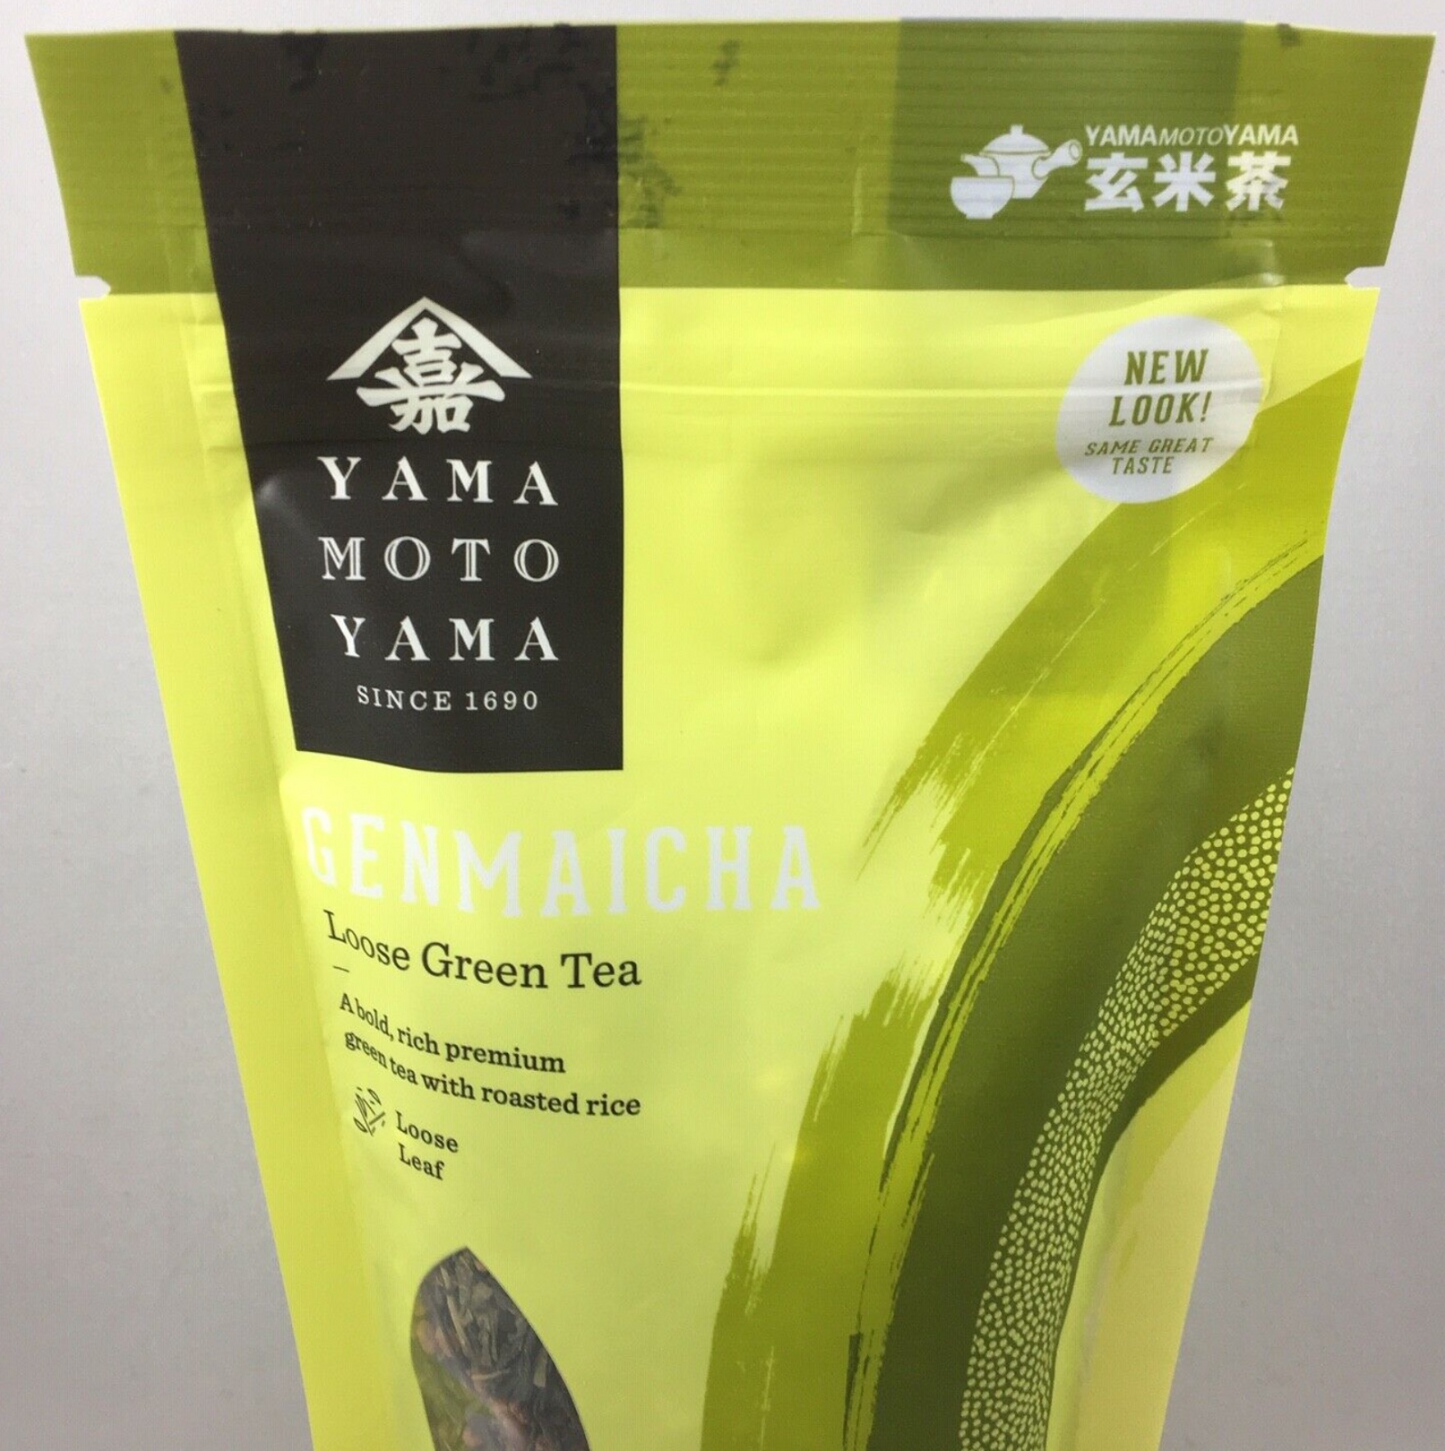 YAMAMOTOYAMA
玄米茶
嘉
YAMA
MOTO
YAMA
SINCE 1690
NEW
LOOK!
SAME GREAT
TASTE
GENMAICHA
Loose Green Tea
A bold, rich premium
green tea with roasted rice
Loose
Leaf